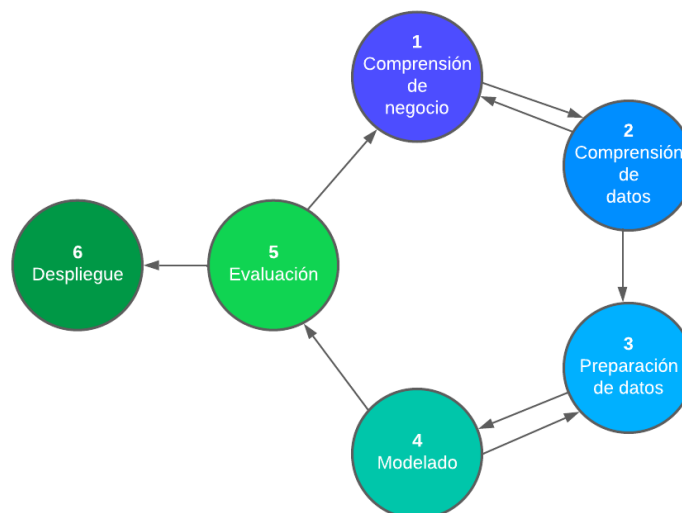 1
Comprensión
de
negocio
2
Comprensión
de
datos
3
Preparación
de datos
4
Modelado
5
Evaluación
6
Despliegue